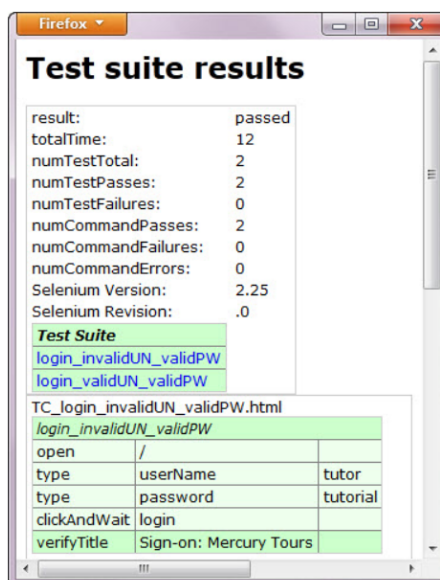 Firefox
Test suite results
result: passed
totalTime: 12
numTestTotal: 2
numTestPasses: 2
numTestFailures: 0
numCommandPasses: 2
numCommandFailures: 0
numCommandErrors: 0
Selenium Version: 2.25
Selenium Revision: .0
Test Suite
login_invalidUN_validPW
login_validUN_validPW
TC_login_invalidUN_validPW.html
login_invalidUN_validPW
open /
type userName tutor
type password tutorial
clickAndWait login
verifyTitle Sign-on: Mercury Tours